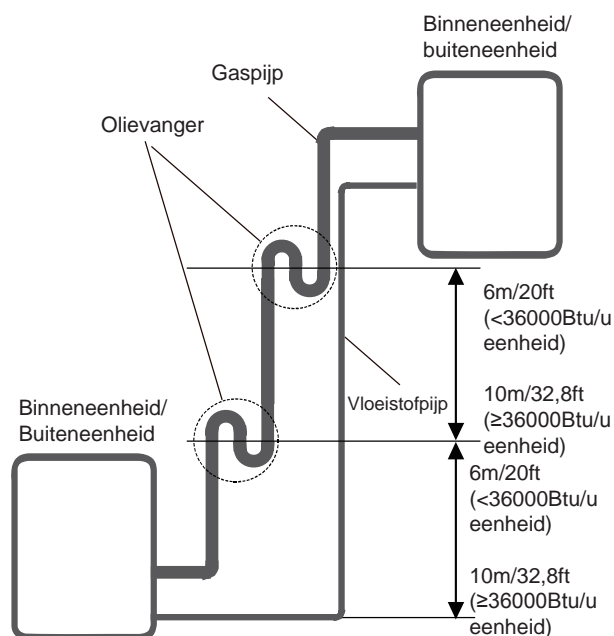 Binneneenheid/
buiteneenheid
Gaspijp
Olievanger
6m/20ft
(<36000Btu/u
eenheid)
Vloeistofpijp
10m/32,8ft
(≥36000Btu/u
eenheid)
Binneneenheid/
Buiteneenheid
6m/20ft
(<36000Btu/u
eenheid)
10m/32,8ft
(≥36000Btu/u
eenheid)